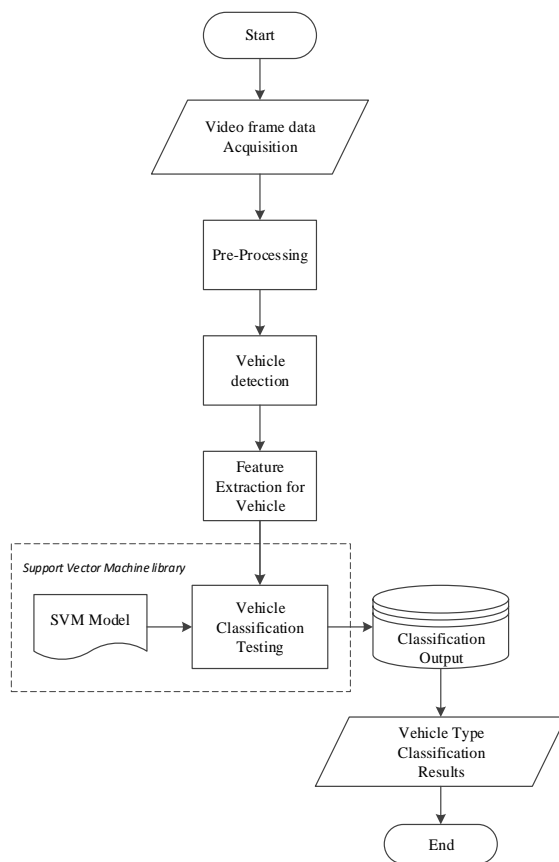 Start
Video frame data
Acquisition
Pre-Processing
Vehicle
detection
Feature
Extraction for
Vehicle
Support Vector Machine library
SVM Model
Vehicle
Classification
Testing
Classification
Output
Vehicle Type
Classification
Results
End